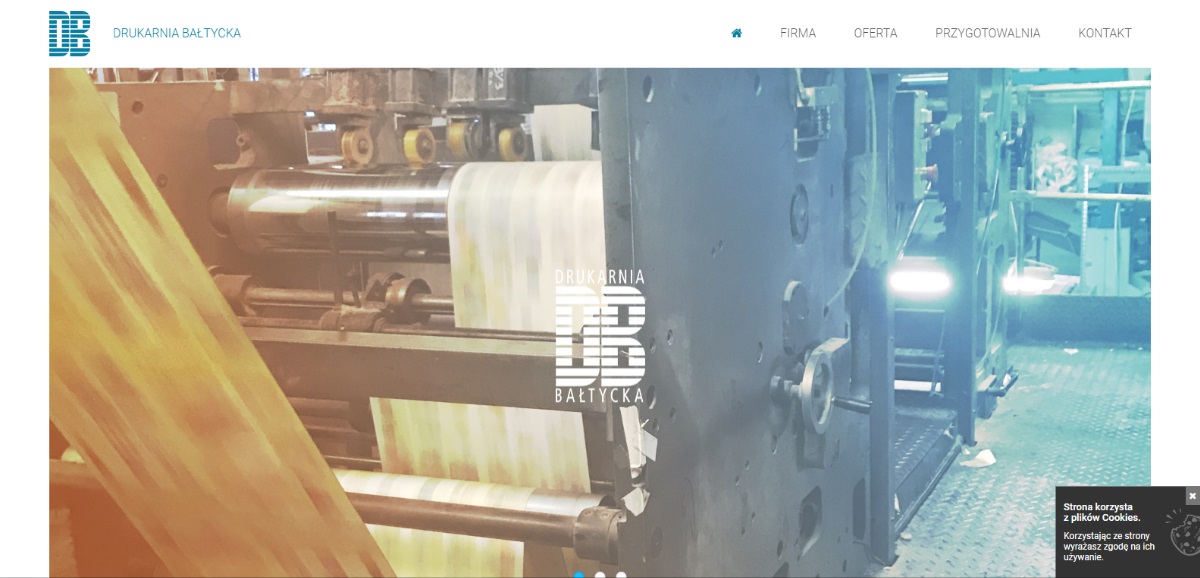 DB DRUKARNIA BAŁTYCKA
FIRMA OFERTA PRZYGOTOWALNIA KONTAKT
DRUKARNIA
DB
BAŁTYCKA
Strona korzysta
z plików Cookies.
Korzystając ze strony
wyrażasz zgodę na ich
używanie.